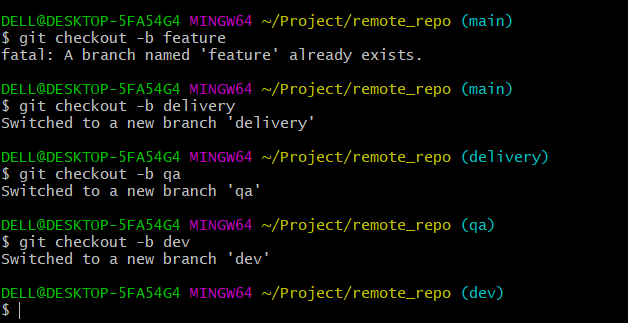 DELL@DESKTOP-5FA54G4 MINGW64 ~/Project/remote_repo (main)
$ git checkout -b feature
fatal: A branch named 'feature' already exists.
DELL@DESKTOP-5FA54G4 MINGW64 ~/Project/remote_repo (main)
$ git checkout -b delivery
Switched to a new branch 'delivery'
DELL@DESKTOP-5FA54G4 MINGW64 ~/Project/remote_repo (delivery)
$ git checkout -b qa
Switched to a new branch 'qa'
DELL@DESKTOP-5FA54G4 MINGW64 ~/Project/remote_repo (qa)
$ git checkout -b dev
Switched to a new branch 'dev'
DELL@DESKTOP-5FA54G4 MINGW64 ~/Project/remote_repo (dev)
$